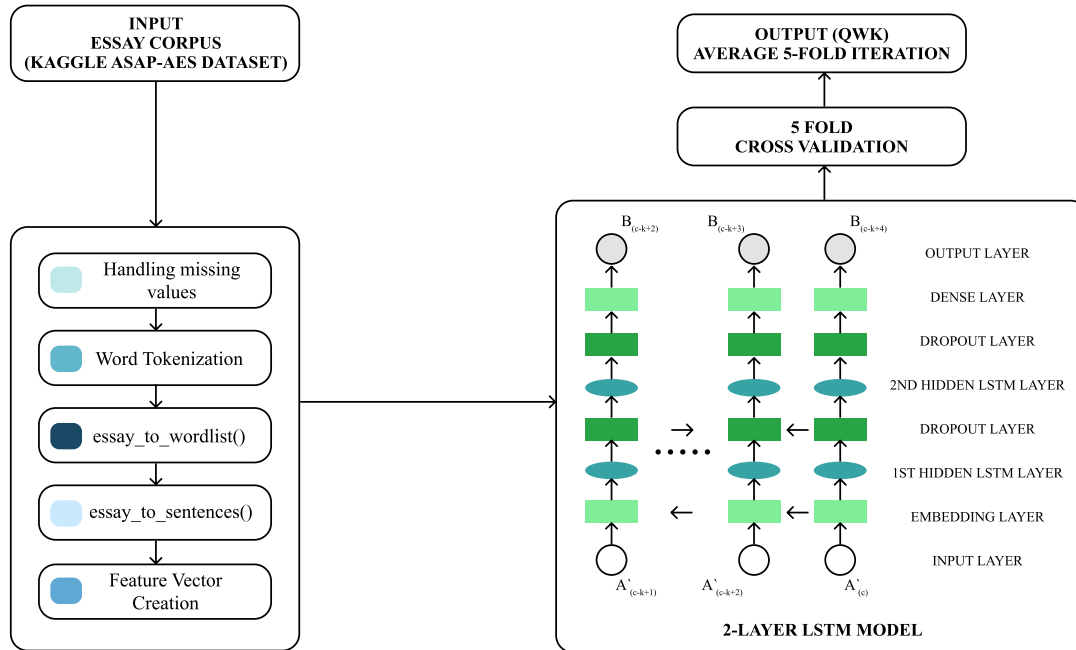 INPUT
ESSAY CORPUS
(KAGGLE ASAP-AES DATASET)
Handling missing
values
Word Tokenization
essay_to_wordlist()
essay_to_sentences()
Feature Vector
Creation
OUTPUT (QWK)
AVERAGE 5-FOLD ITERATION
5 FOLD
CROSS VALIDATION
B(c-k+2) B(c-k+3) B(c-k+4)
OUTPUT LAYER
DENSE LAYER
DROPOUT LAYER
2ND HIDDEN LSTM LAYER
DROPOUT LAYER
1ST HIDDEN LSTM LAYER
EMBEDDING LAYER
INPUT LAYER
A`(c-k+1) A`(c-k+2) A`(c)
2-LAYER LSTM MODEL